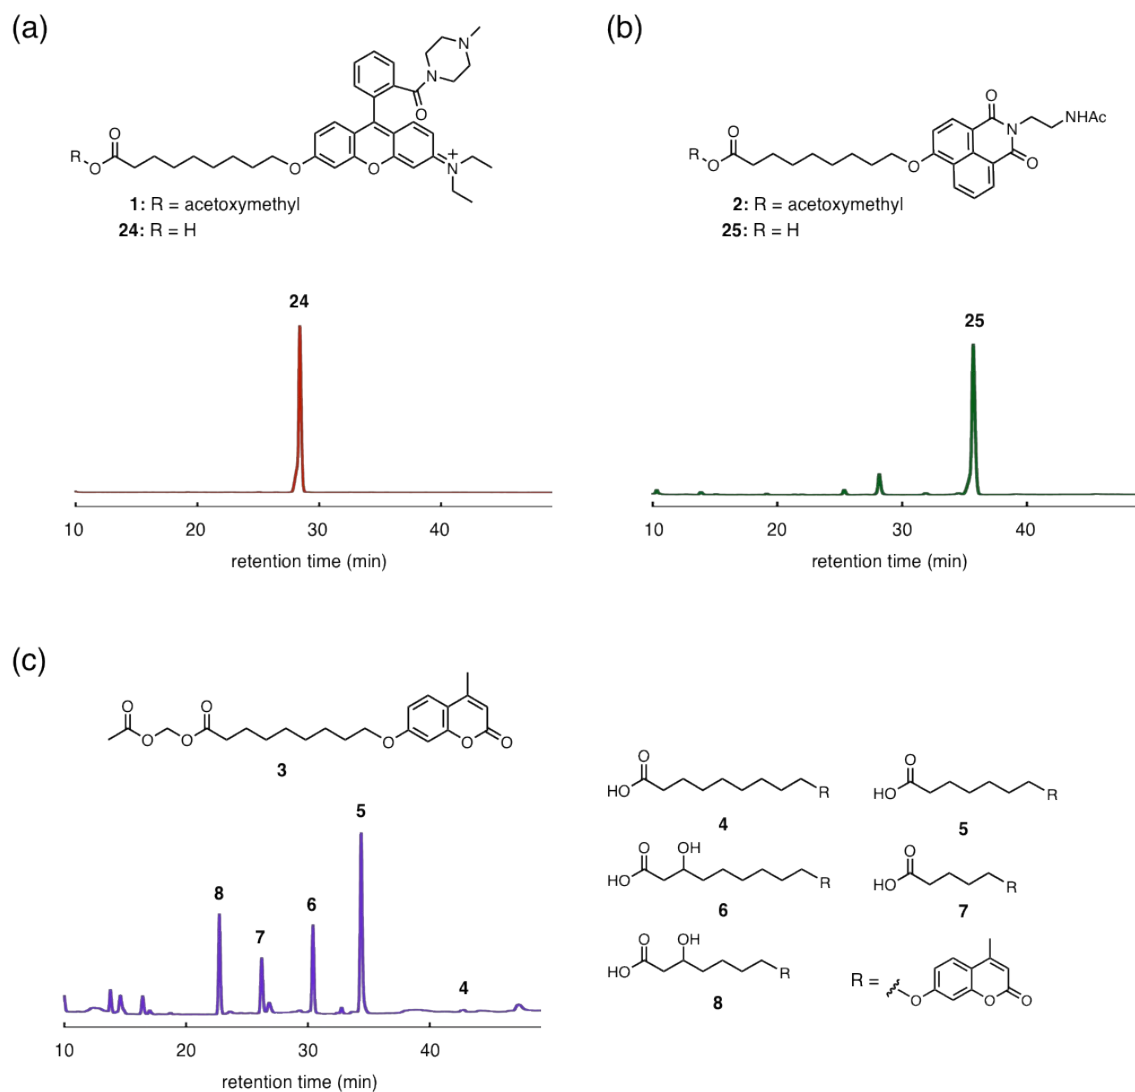 (a)
N
N
O
O
R
O
O
O
N
+
1: R = acetoxymethyl
24: R = H
24
10 20 30 40
retention time (min)
(b)
O
N
NHAc
O
O
R
O
O
2: R = acetoxymethyl
25: R = H
25
10 20 30 40
retention time (min)
(c)
O
O
O
O
O
O
O
3
5
8
6
7
4
10 20 30 40
retention time (min)
O
HO
R
4
O
HO
R
5
O
OH
HO
R
6
O
HO
R
7
O
OH
HO
R
8
R =
O
O
O